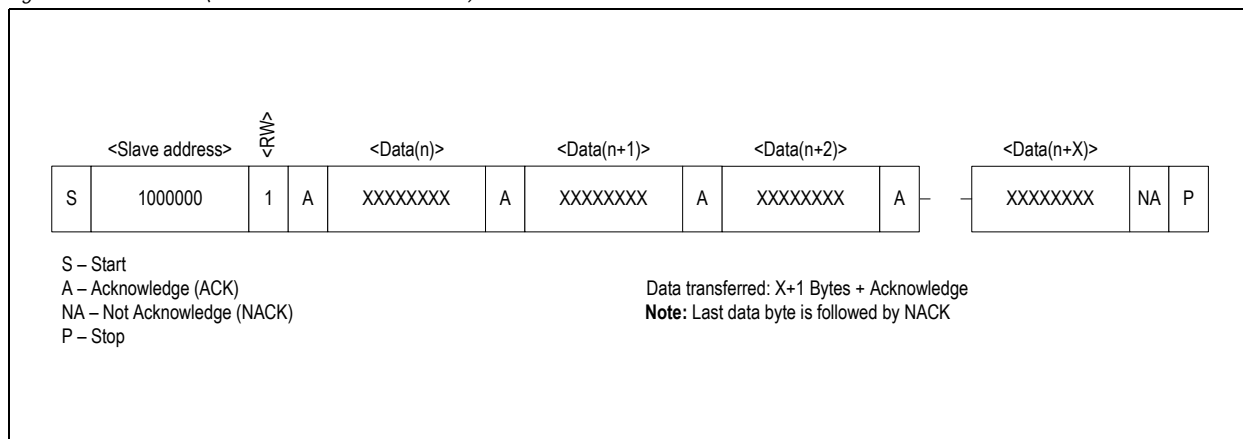 <RW>
<Slave address> <Data(n)> <Data(n+1)> <Data(n+2)> <Data(n+X)>
S 1000000 1 A XXXXXXXX A XXXXXXXX A XXXXXXXX A XXXXXXXX NA P
S – Start
A – Acknowledge (ACK)
NA – Not Acknowledge (NACK)
P – Stop
Data transferred: X+1 Bytes + Acknowledge
Note: Last data byte is followed by NACK